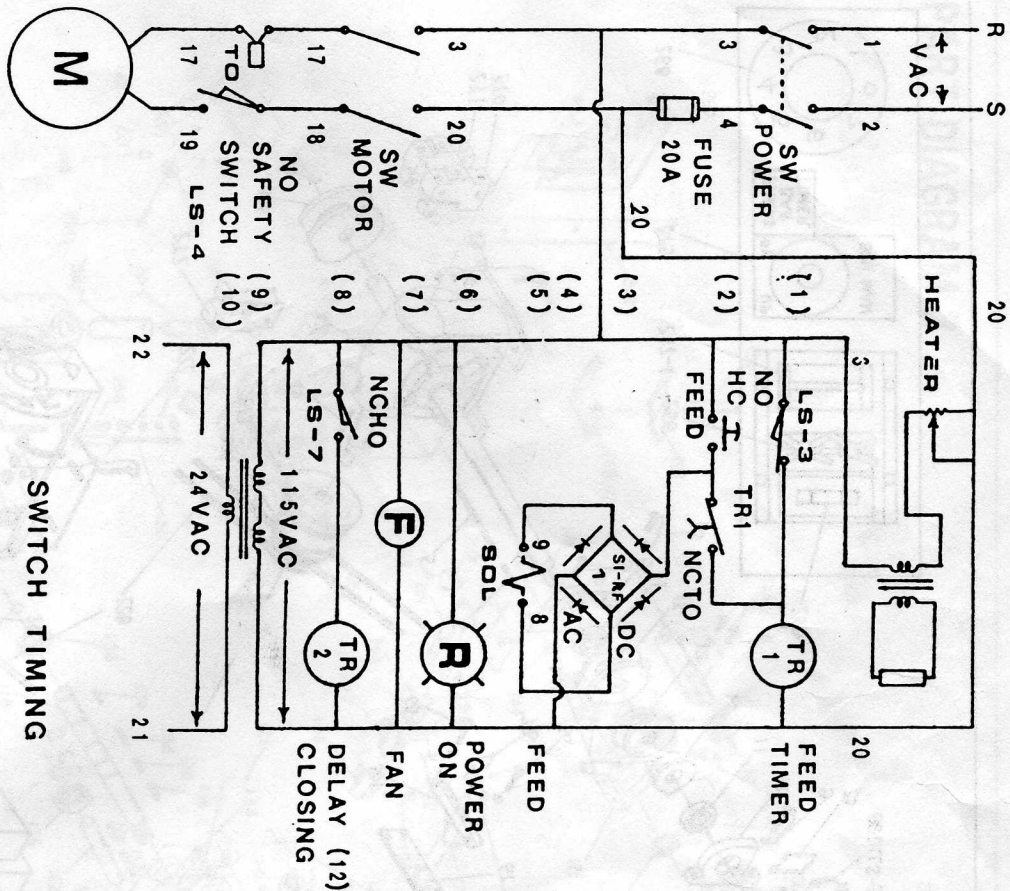 R
VAC
S
1
2
3
4
SW
POWER
FUSE
20A
3
20
20
20
SW
MOTOR
17
18
TO
17
19
NO
SAFETY
SWITCH
LS-4
M
HEATER
3
20
(1)
NO
LS-3
TR
1
FEED
TIMER
(2)
HC
FEED
TR1
NCTO
(3)
SI-RF
7
DC
AC
(4)
(5)
9
SOL
8
FEED
(6)
R
POWER
ON
(7)
F
FAN
(8)
NCHO
LS-7
TR
2
DELAY (12)
CLOSING
(9)
115VAC
(10)
22
24VAC
21
SWITCH TIMING